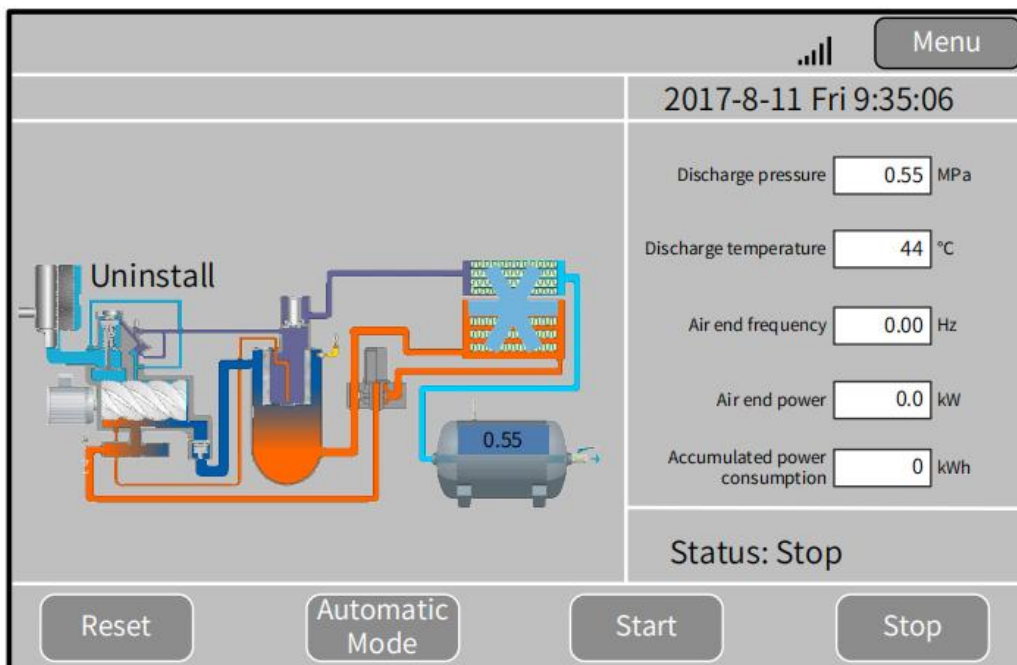 Menu
2017-8-11 Fri 9:35:06
Discharge pressure 0.55 MPa
Discharge temperature 44 °C
Air end frequency 0.00 Hz
Air end power 0.0 kW
Accumulated power
consumption 0 kWh
Uninstall
0.55
Status: Stop
Reset
Automatic
Mode
Start
Stop